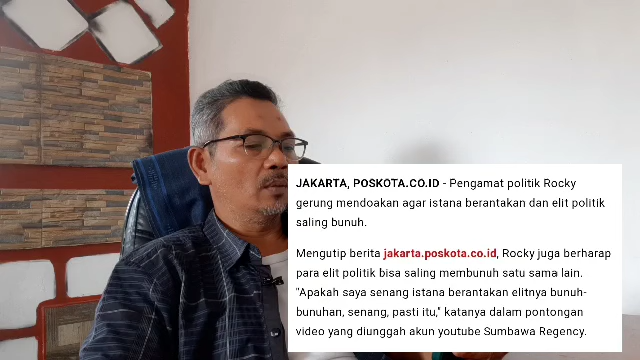 JAKARTA, POSKOTA.CO.ID - Pengamat politik Rocky
gerung mendoakan agar istana berantakan dan elit politik
saling bunuh.
Mengutip berita jakarta.poskota.co.id, Rocky juga berharap
para elit politik bisa saling membunuh satu sama lain.
"Apakah saya senang istana berantakan elitnya bunuh-
bunuhan, senang, pasti itu," katanya dalam pontongan
video yang diunggah akun youtube Sumbawa Regency.